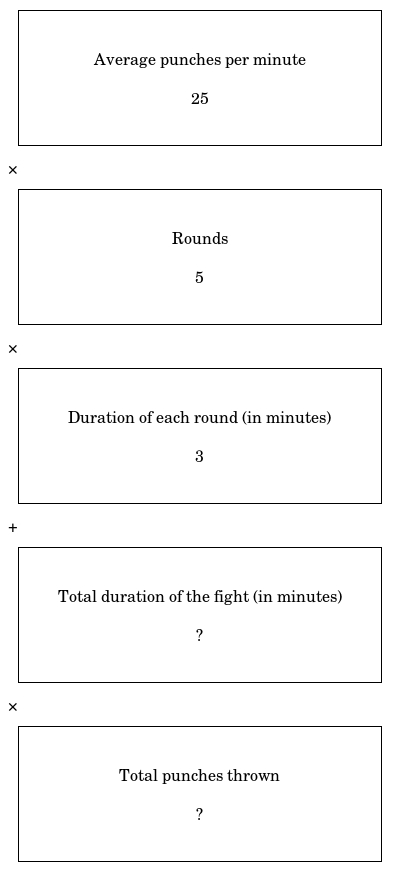 Average punches per minute
25
×
Rounds
5
×
Duration of each round (in minutes)
3
+
Total duration of the fight (in minutes)
?
×
Total punches thrown
?